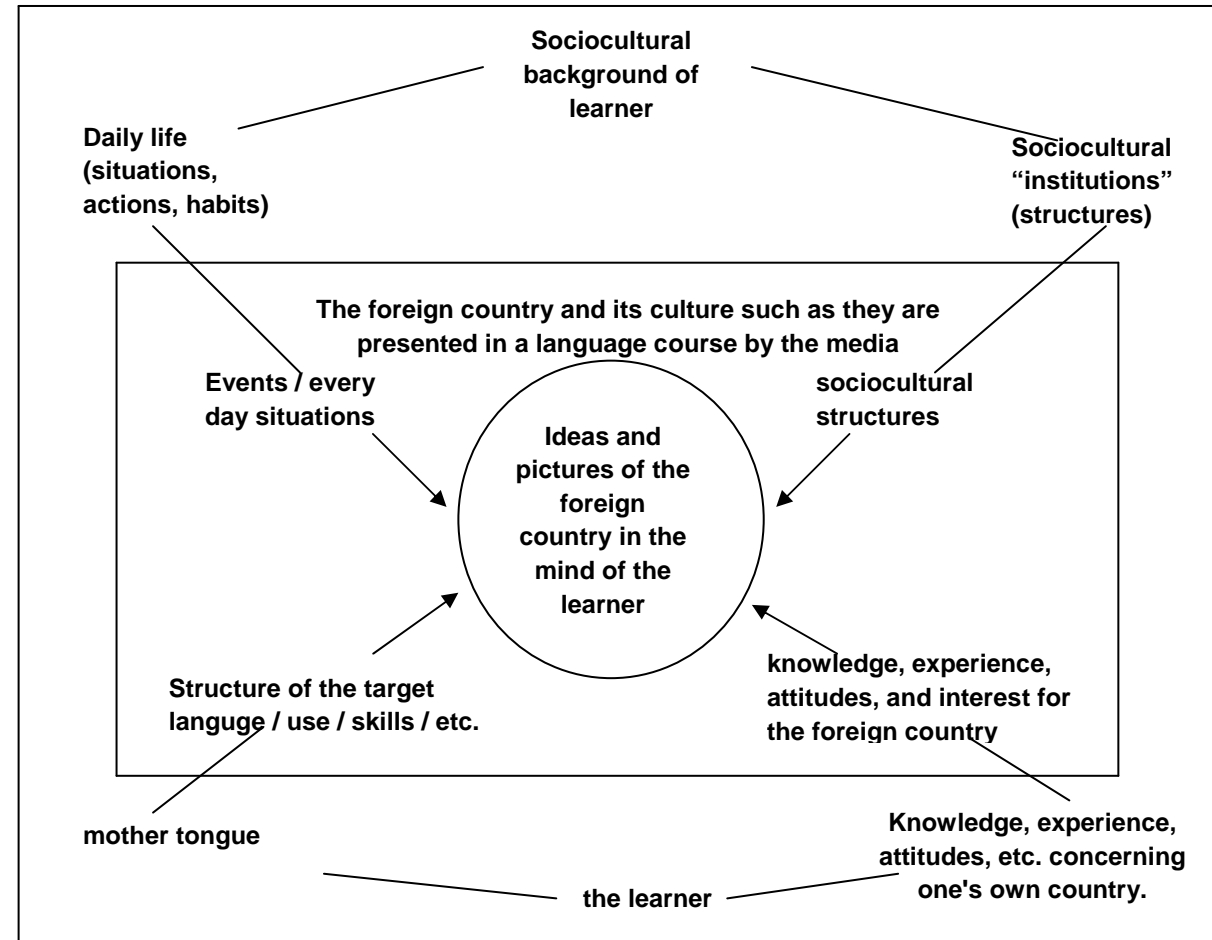 Sociocultural
background of
learner
Daily life
(situations,
actions, habits)
Sociocultural
“institutions”
(structures)
The foreign country and its culture such as they are
presented in a language course by the media
Events / every
day situations
sociocultural
structures
Ideas and
pictures of the
foreign
country in the
mind of the
learner
Structure of the target
languge / use / skills / etc.
knowledge, experience,
attitudes, and interest for
the foreign country
mother tongue
Knowledge, experience,
attitudes, etc. concerning
one's own country.
the learner